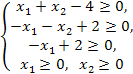 x₁ + x₂ − 4 ≥ 0,
−x₁ − x₂ + 2 ≥ 0,
−x₁ + 2 ≥ 0,
x₁ ≥ 0, x₂ ≥ 0